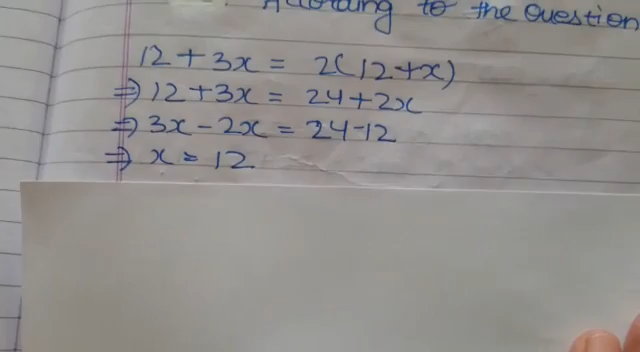 According to the Question
12 + 3x = 2(12+x)
⇒ 12 + 3x = 24 + 2x
⇒ 3x - 2x = 24 - 12
⇒ x = 12